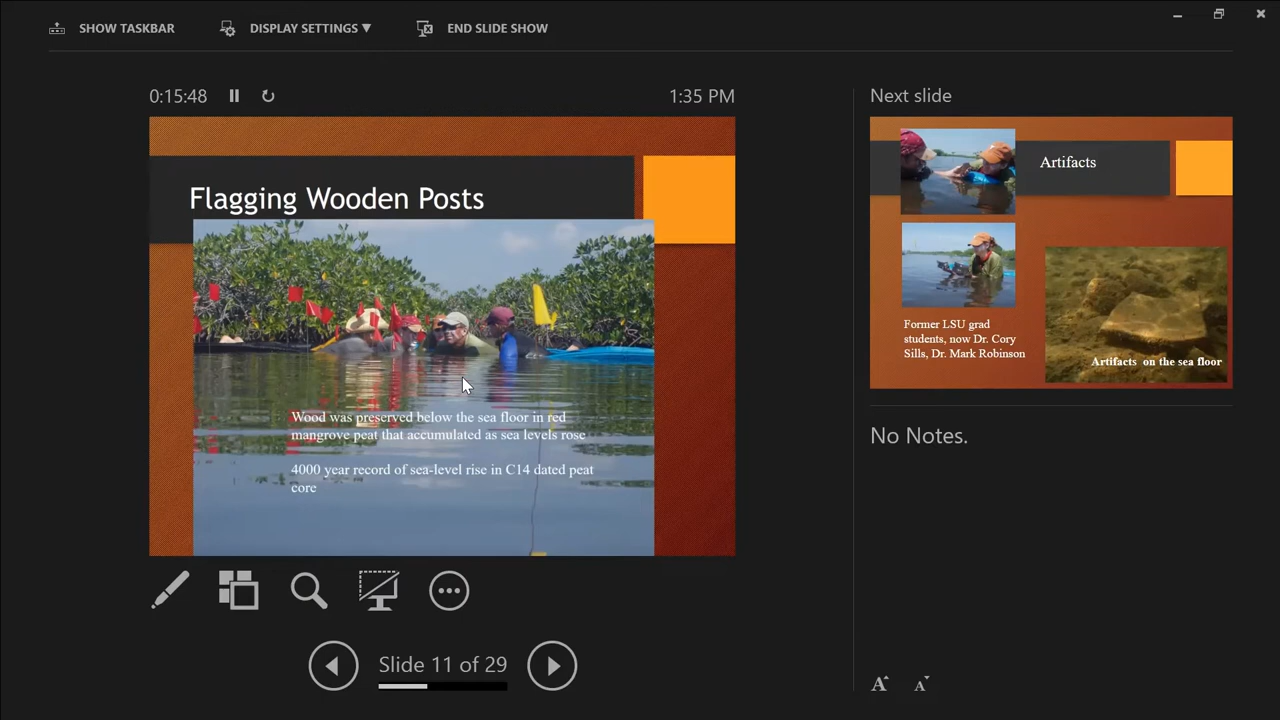 SHOW TASKBAR
DISPLAY SETTINGS ▼
END SLIDE SHOW
0:15:48
1:35 PM
Flagging Wooden Posts
Wood was preserved below the sea floor in red
mangrove peat that accumulated as sea levels rose
4000 year record of sea-level rise in C14 dated peat
core
Slide 11 of 29
Next slide
Artifacts
Former LSU grad
students, now Dr. Cory
Sills, Dr. Mark Robinson
Artifacts on the sea floor
No Notes.
A
A